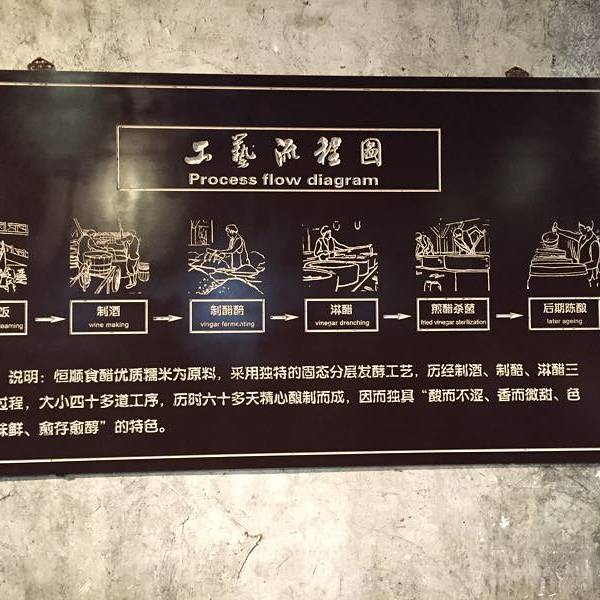 工艺流程图
Process flow diagram
饭
制酒
制醋醅
淋醋
煎醋杀菌
后期陈酿
eaming
wine making
vingar fermenting
vinegar drenching
fried vinegar sterilization
later ageing
说明：恒顺食醋优质糯米为原料，采用独特的固态分层发酵工艺，历经制酒、制醅、淋醋三
过程，大小四十多道工序，历时六十多天精心酿制而成，因而独具“酸而不涩、香而微甜、色
味鲜、愈存愈醇”的特色。